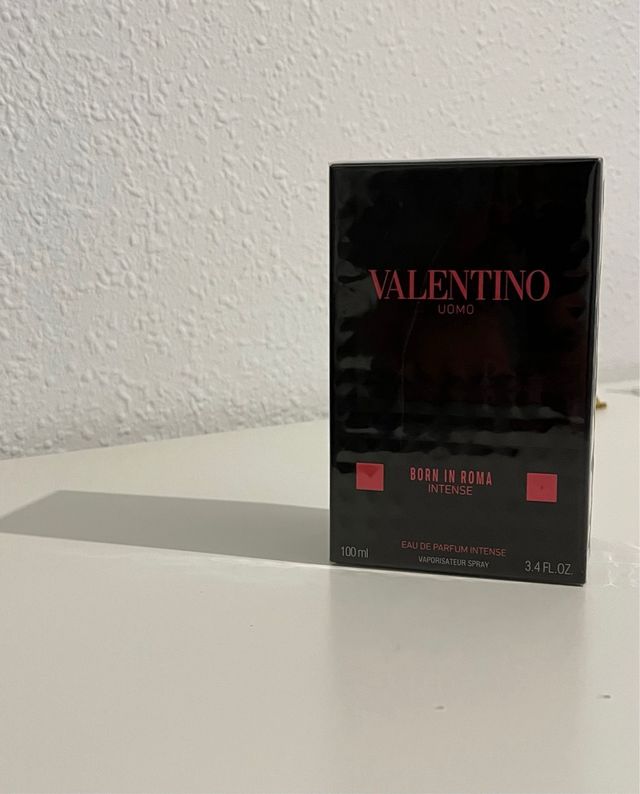 VALENTINO
UOMO
BORN IN ROMA
INTENSE
EAU DE PARFUM INTENSE
VAPORISATEUR SPRAY
100 ml
3.4 FL.OZ.